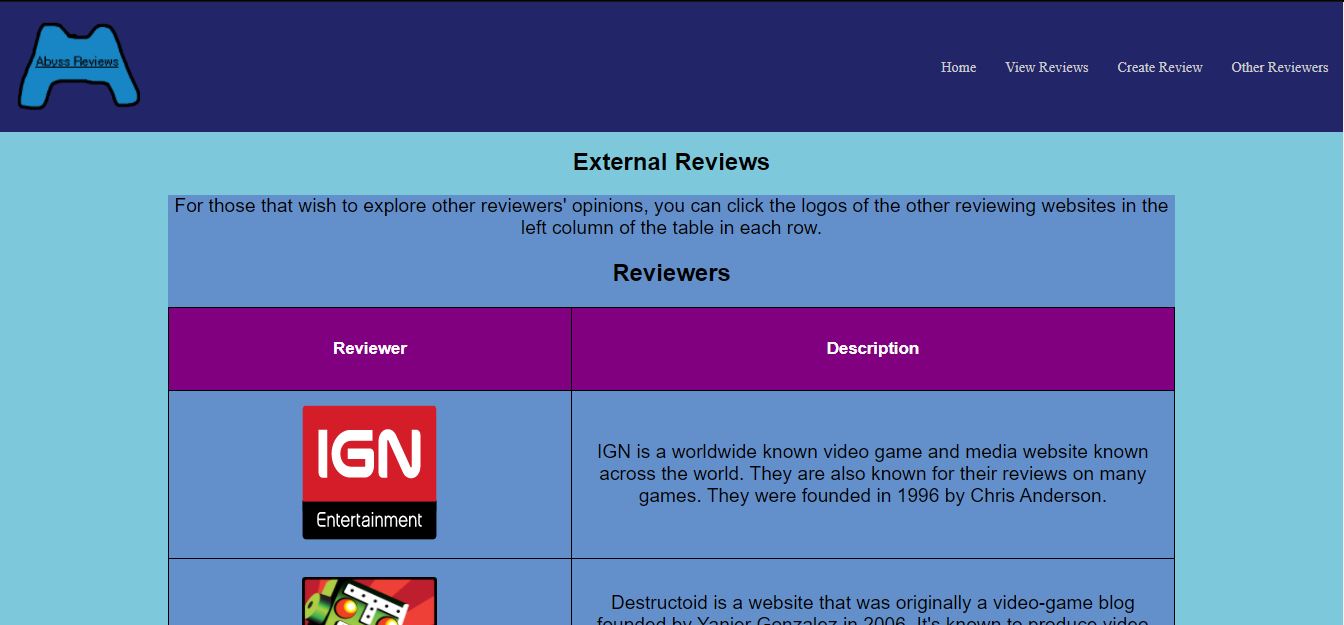 Abyss Reviews
Home View Reviews Create Review Other Reviewers
External Reviews
For those that wish to explore other reviewers' opinions, you can click the logos of the other reviewing websites in the
left column of the table in each row.
Reviewers
Reviewer Description
IGN
Entertainment
IGN is a worldwide known video game and media website known
across the world. They are also known for their reviews on many
games. They were founded in 1996 by Chris Anderson.
Destructoid is a website that was originally a video-game blog
founded by Yanier Gonzalez in 2006. It's known to produce video